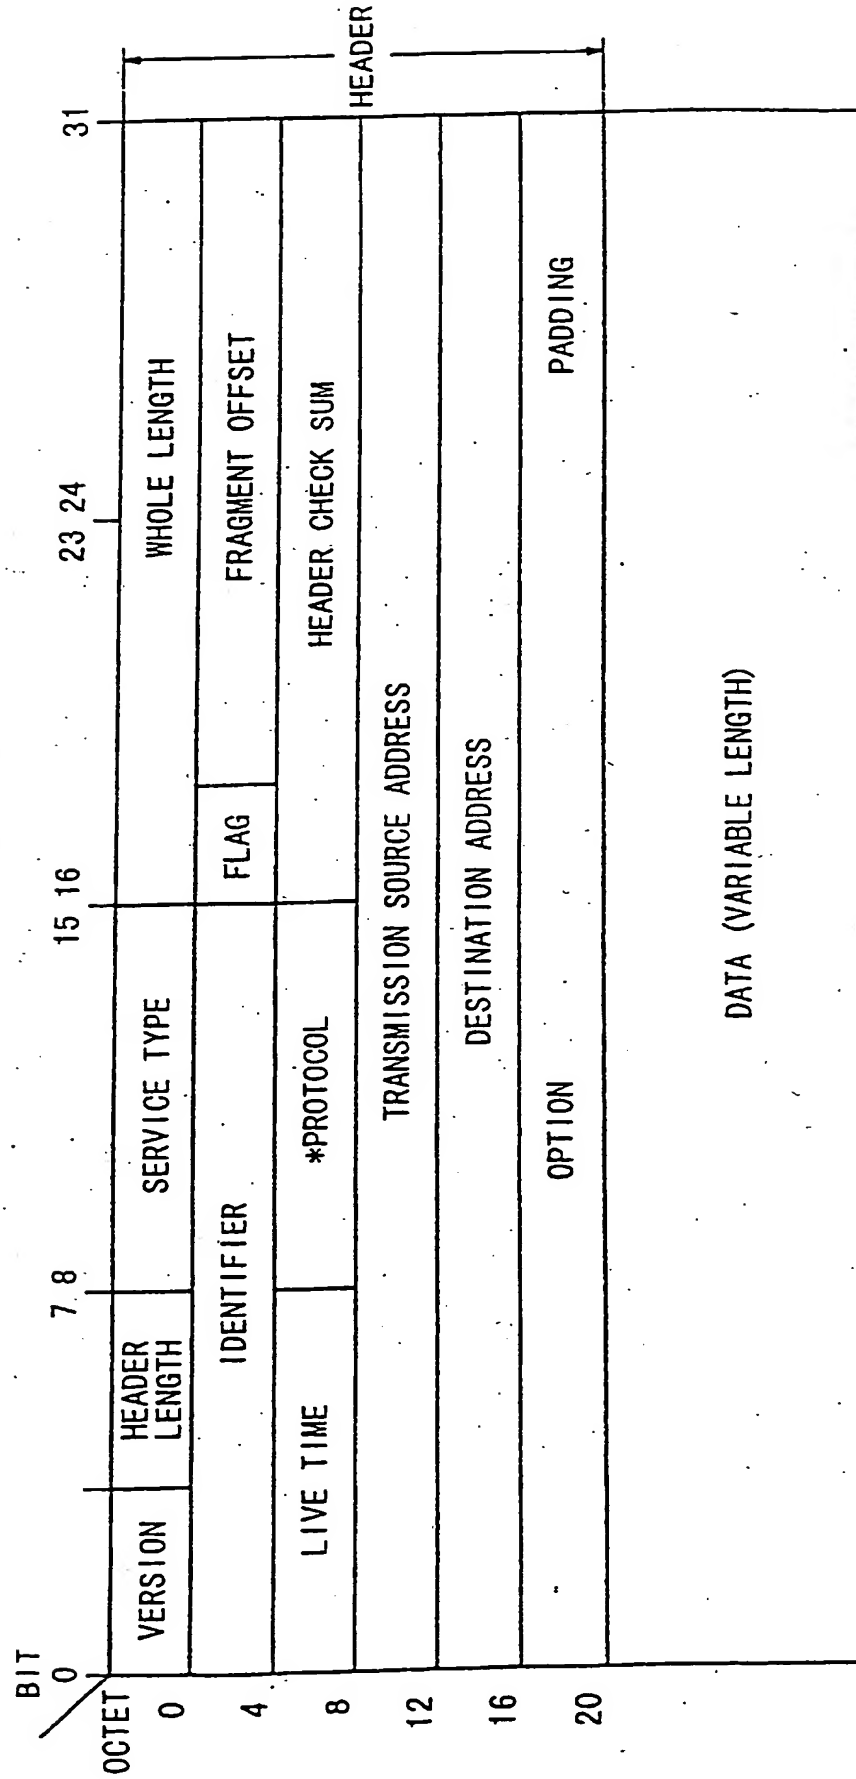 BIT
0 7 8 15 16 23 24 31
OCTET
0 VERSION HEADER LENGTH SERVICE TYPE WHOLE LENGTH
4 IDENTIFIER FLAG FRAGMENT OFFSET
8 LIVE TIME *PROTOCOL HEADER CHECK SUM
12 TRANSMISSION SOURCE ADDRESS
16 DESTINATION ADDRESS
20 OPTION PADDING
HEADER
DATA (VARIABLE LENGTH)